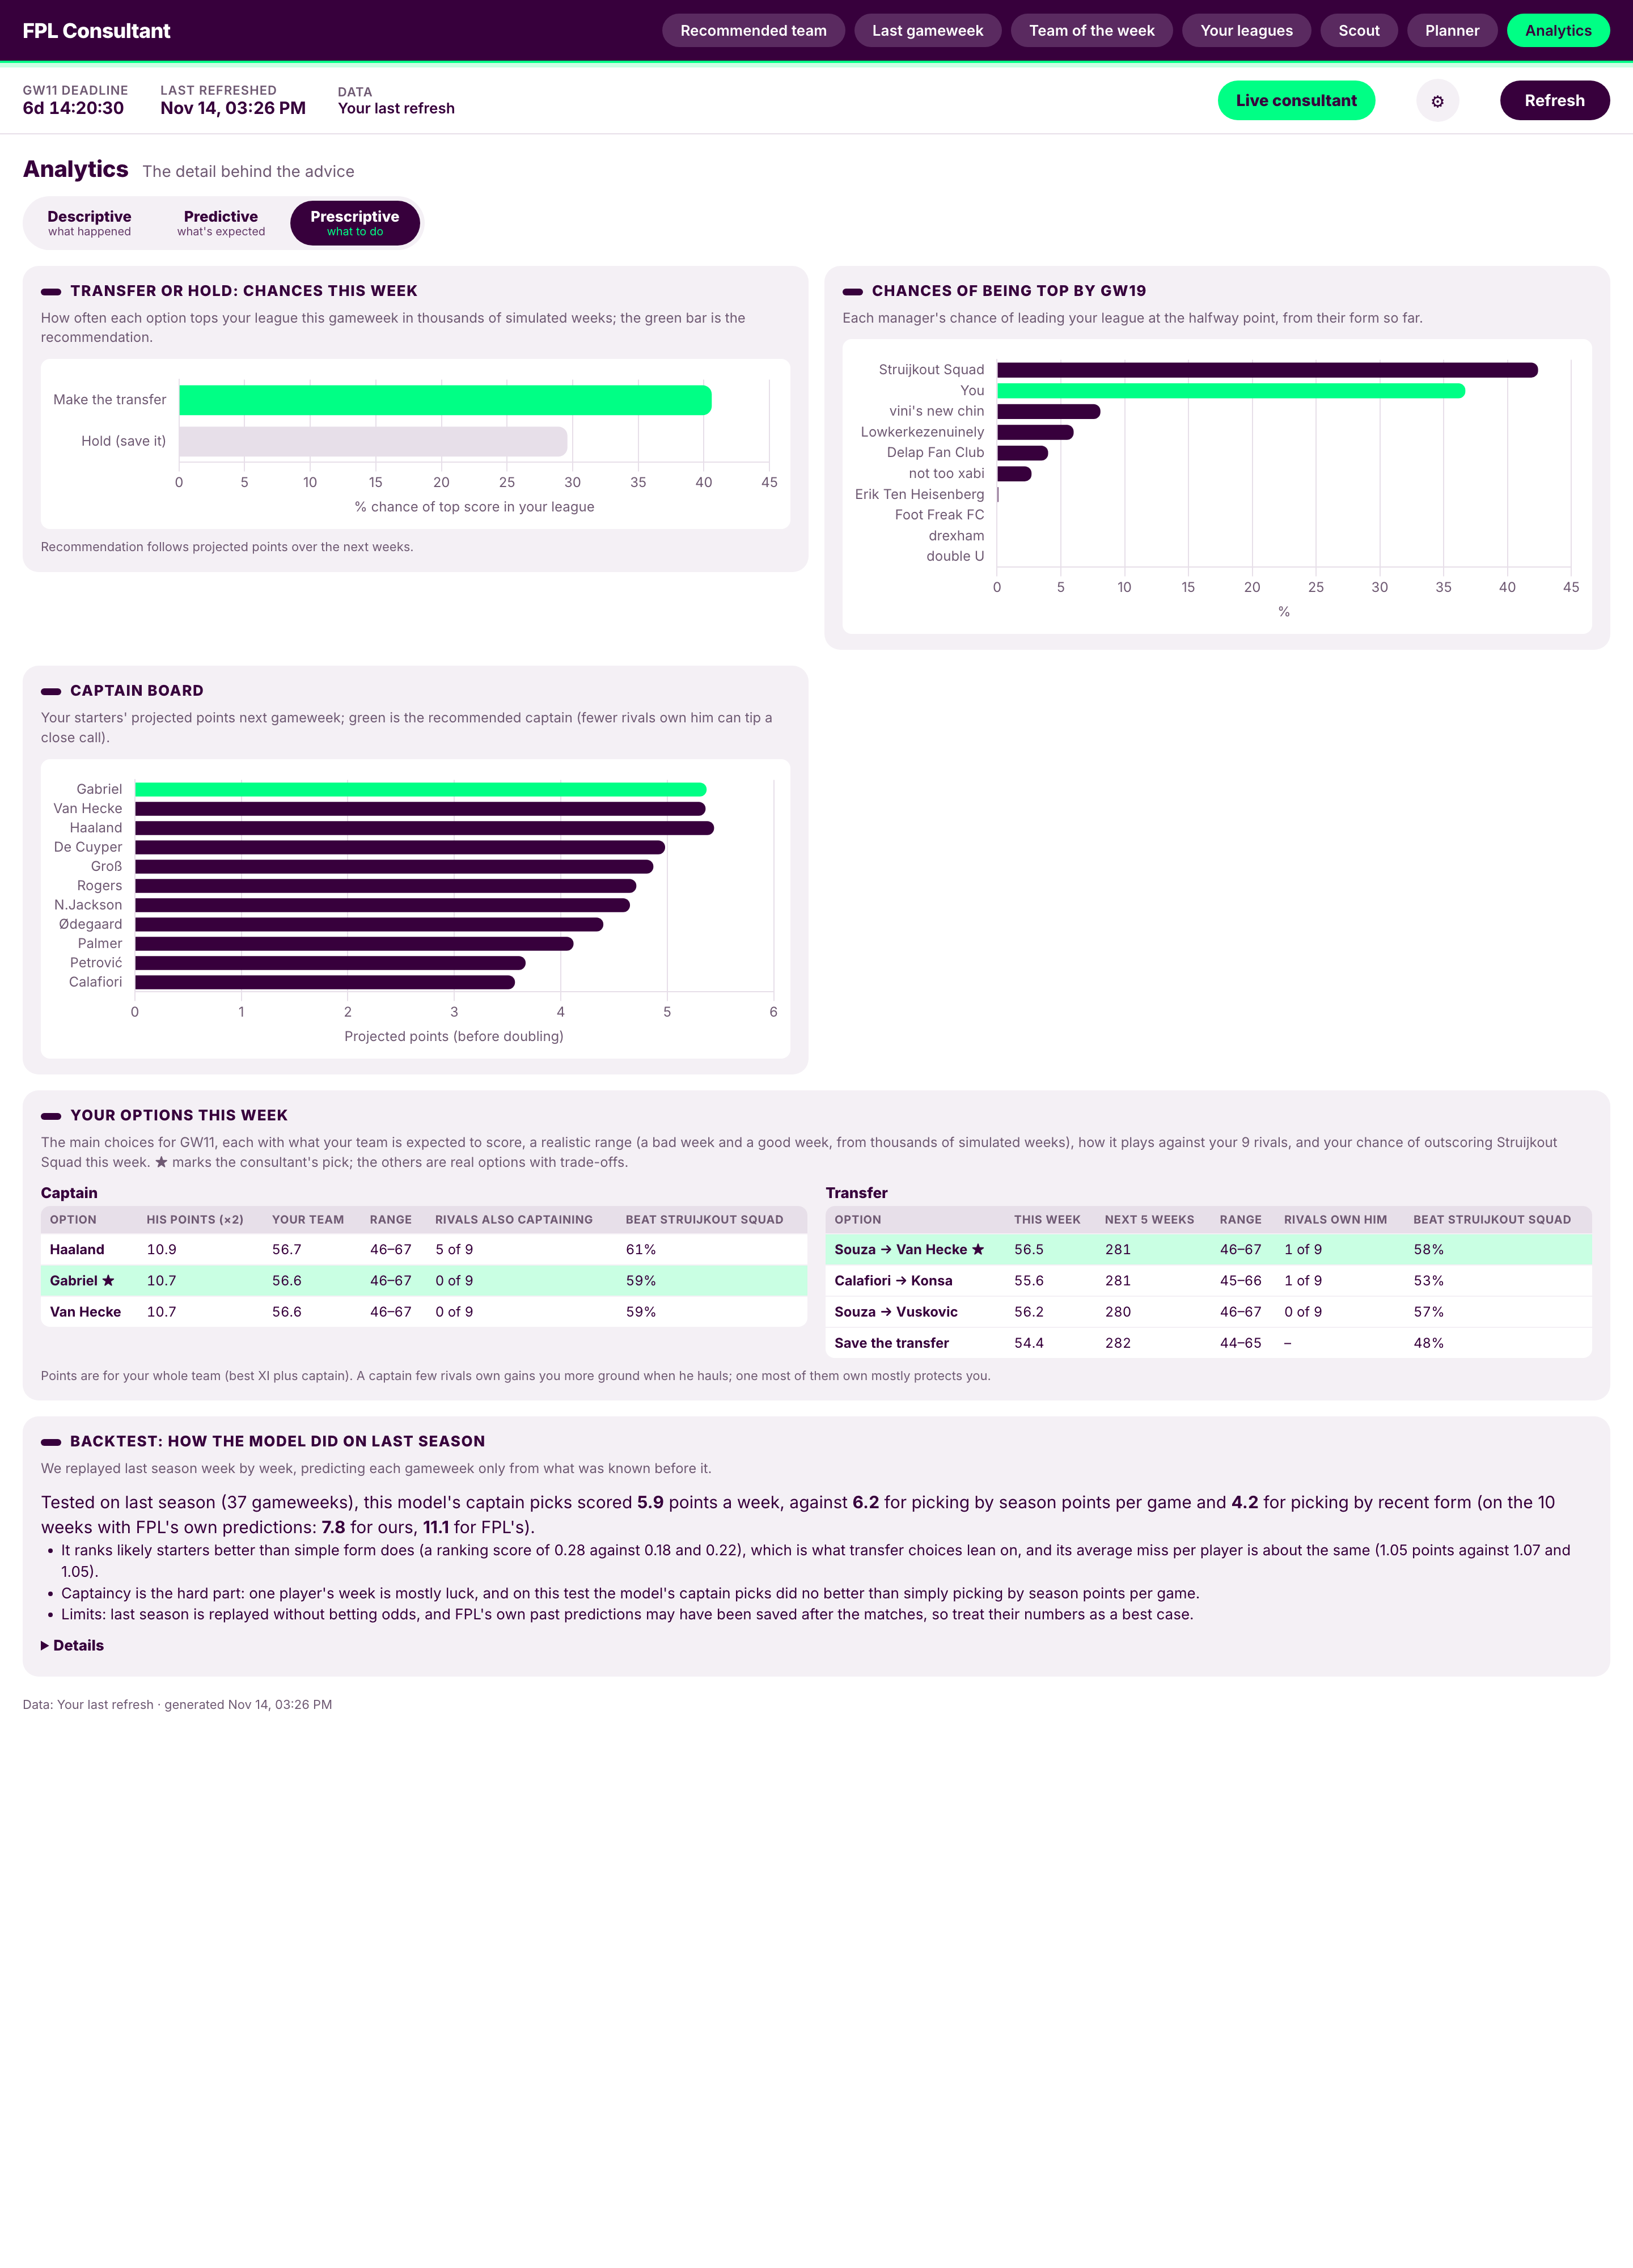 FPL Consultant
Recommended team
Last gameweek
Team of the week
Your leagues
Scout
Planner
Analytics
GW11 DEADLINE
6d 14:20:30
LAST REFRESHED
Nov 14, 03:26 PM
DATA
Your last refresh
Live consultant
Refresh
Analytics The detail behind the advice
Descriptive
what happened
Predictive
what's expected
Prescriptive
what to do
TRANSFER OR HOLD: CHANCES THIS WEEK
How often each option tops your league this gameweek in thousands of simulated weeks; the green bar is the
recommendation.
Make the transfer
Hold (save it)
0 5 10 15 20 25 30 35 40 45
% chance of top score in your league
Recommendation follows projected points over the next weeks.
CHANCES OF BEING TOP BY GW19
Each manager's chance of leading your league at the halfway point, from their form so far.
Struijkout Squad
You
vini's new chin
Lowkerkezenuinely
Delap Fan Club
not too xabi
Erik Ten Heisenberg
Foot Freak FC
drexham
double U
0 5 10 15 20 25 30 35 40 45
%
CAPTAIN BOARD
Your starters' projected points next gameweek; green is the recommended captain (fewer rivals own him can tip a
close call).
Gabriel
Van Hecke
Haaland
De Cuyper
Groß
Rogers
N.Jackson
Ødegaard
Palmer
Petrović
Calafiori
0 1 2 3 4 5 6
Projected points (before doubling)
YOUR OPTIONS THIS WEEK
The main choices for GW11, each with what your team is expected to score, a realistic range (a bad week and a good week, from thousands of simulated weeks), how it plays against your 9 rivals, and your chance of outscoring Struijkout
Squad this week. ★ marks the consultant's pick; the others are real options with trade-offs.
Captain
OPTION HIS POINTS (×2) YOUR TEAM RANGE RIVALS ALSO CAPTAINING BEAT STRUIJKOUT SQUAD
Haaland 10.9 56.7 46–67 5 of 9 61%
Gabriel ★ 10.7 56.6 46–67 0 of 9 59%
Van Hecke 10.7 56.6 46–67 0 of 9 59%
Transfer
OPTION THIS WEEK NEXT 5 WEEKS RANGE RIVALS OWN HIM BEAT STRUIJKOUT SQUAD
Souza → Van Hecke ★ 56.5 281 46–67 1 of 9 58%
Calafiori → Konsa 55.6 281 45–66 1 of 9 53%
Souza → Vuskovic 56.2 280 46–67 0 of 9 57%
Save the transfer 54.4 282 44–65 – 48%
Points are for your whole team (best XI plus captain). A captain few rivals own gains you more ground when he hauls; one most of them own mostly protects you.
BACKTEST: HOW THE MODEL DID ON LAST SEASON
We replayed last season week by week, predicting each gameweek only from what was known before it.
Tested on last season (37 gameweeks), this model's captain picks scored 5.9 points a week, against 6.2 for picking by season points per game and 4.2 for picking by recent form (on the 10
weeks with FPL's own predictions: 7.8 for ours, 11.1 for FPL's).
• It ranks likely starters better than simple form does (a ranking score of 0.28 against 0.18 and 0.22), which is what transfer choices lean on, and its average miss per player is about the same (1.05 points against 1.07 and
1.05).
• Captaincy is the hard part: one player's week is mostly luck, and on this test the model's captain picks did no better than simply picking by season points per game.
• Limits: last season is replayed without betting odds, and FPL's own past predictions may have been saved after the matches, so treat their numbers as a best case.
▶ Details
Data: Your last refresh · generated Nov 14, 03:26 PM